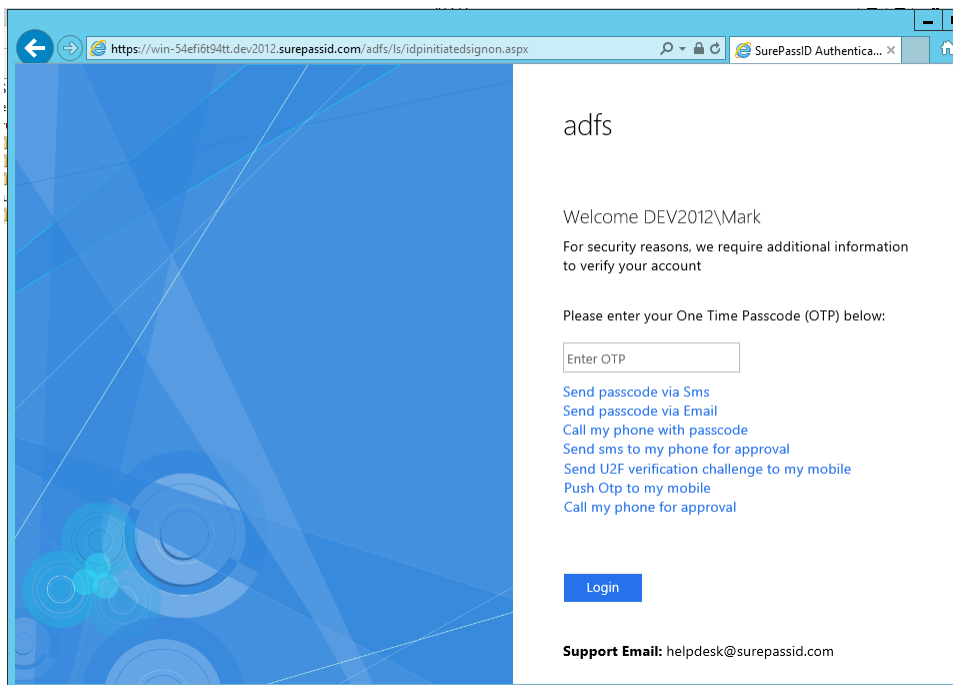 https://win-54efi6t94tt.dev2012.surepassid.com/adfs/ls/idpinitiatedsignon.aspx
SurePassID Authentica...
adfs
Welcome DEV2012\Mark
For security reasons, we require additional information
to verify your account
Please enter your One Time Passcode (OTP) below:
Enter OTP
Send passcode via Sms
Send passcode via Email
Call my phone with passcode
Send sms to my phone for approval
Send U2F verification challenge to my mobile
Push Otp to my mobile
Call my phone for approval
Login
Support Email: helpdesk@surepassid.com